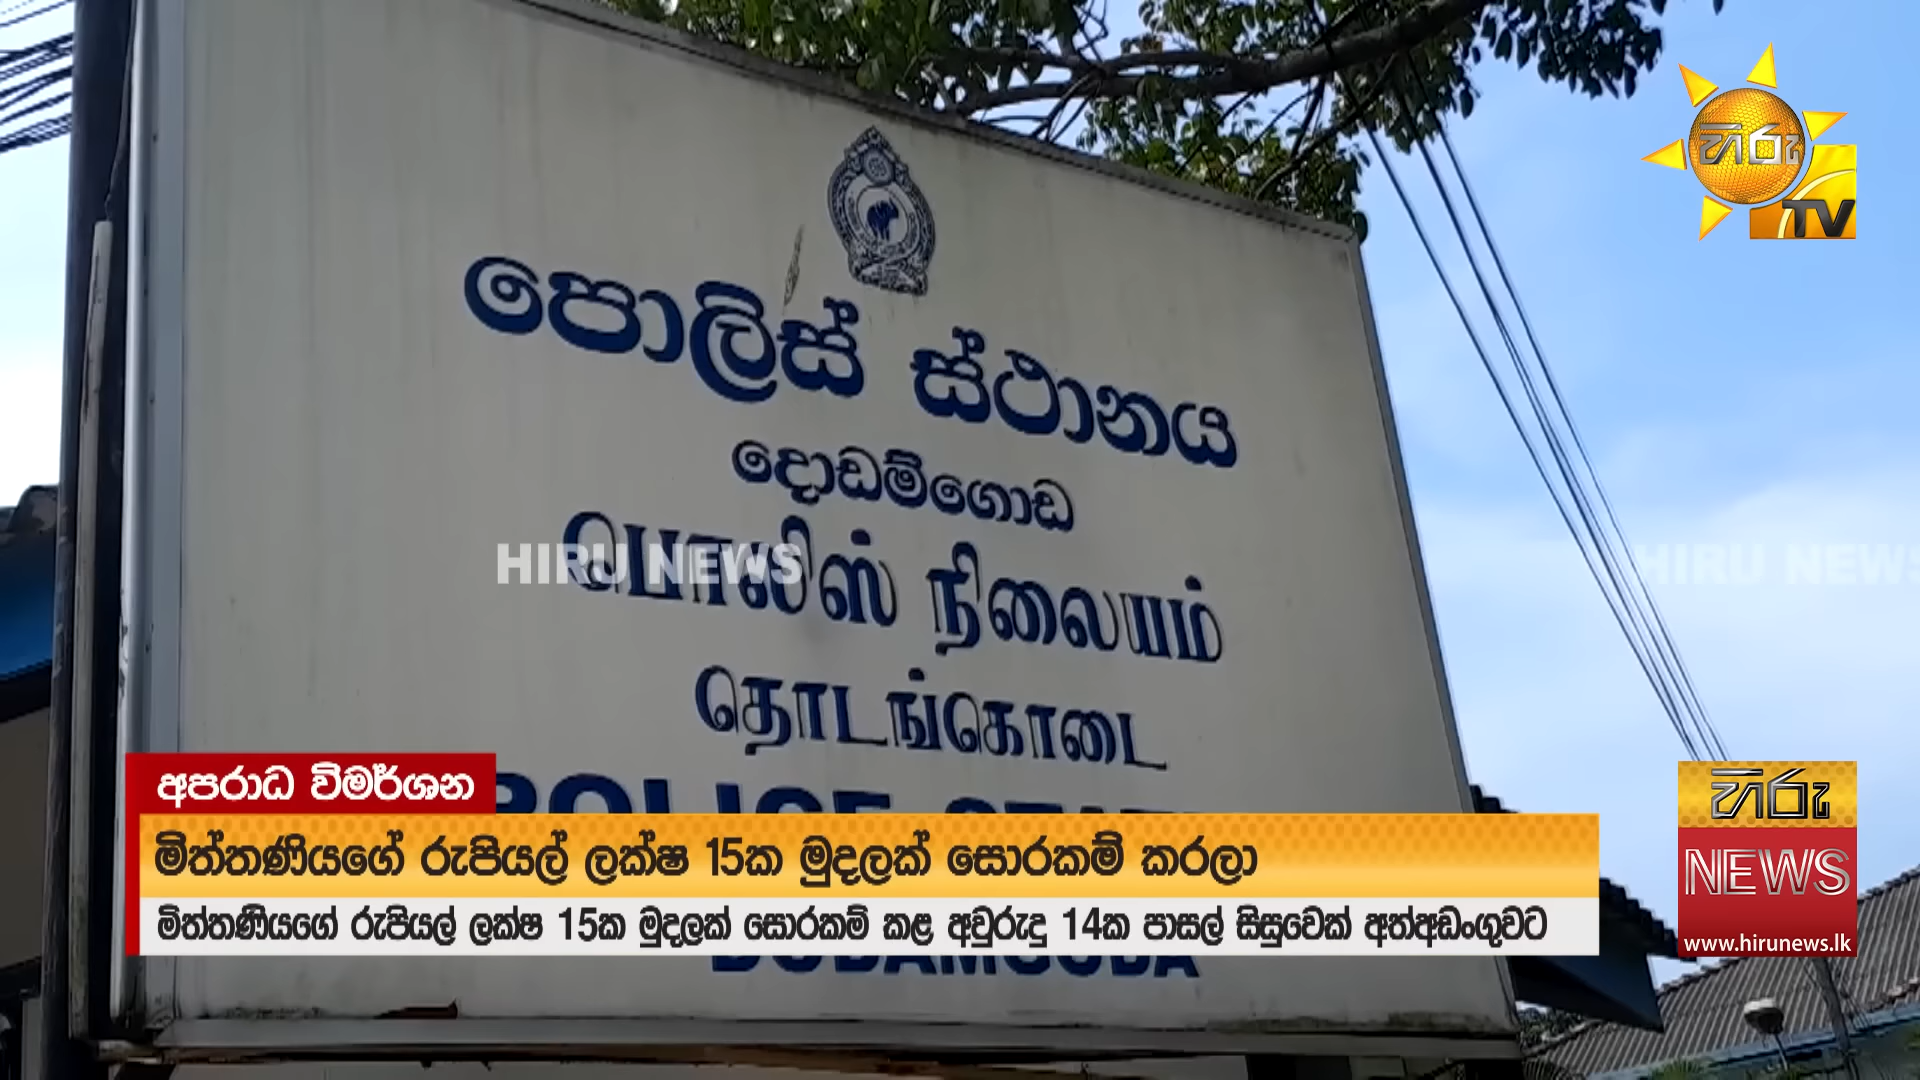 හිරු
TV
පොලිස් ස්ථානය
දොඩම්ගොඩ
பொலிஸ் நிலையம்
தொடங்கொடை
HIRU NEWS
HIRU NEWS
POLICE
DODAMGODA
අපරාධ විමර්ශන
මිත්තණියගේ රුපියල් ලක්ෂ 15ක මුදලක් සොරකම් කරලා
මිත්තණියගේ රුපියල් ලක්ෂ 15ක මුදලක් සොරකම් කළ අවුරුදු 14ක පාසල් සිසුවෙක් අත්අඩංගුවට
හිරු
NEWS
www.hirunews.lk